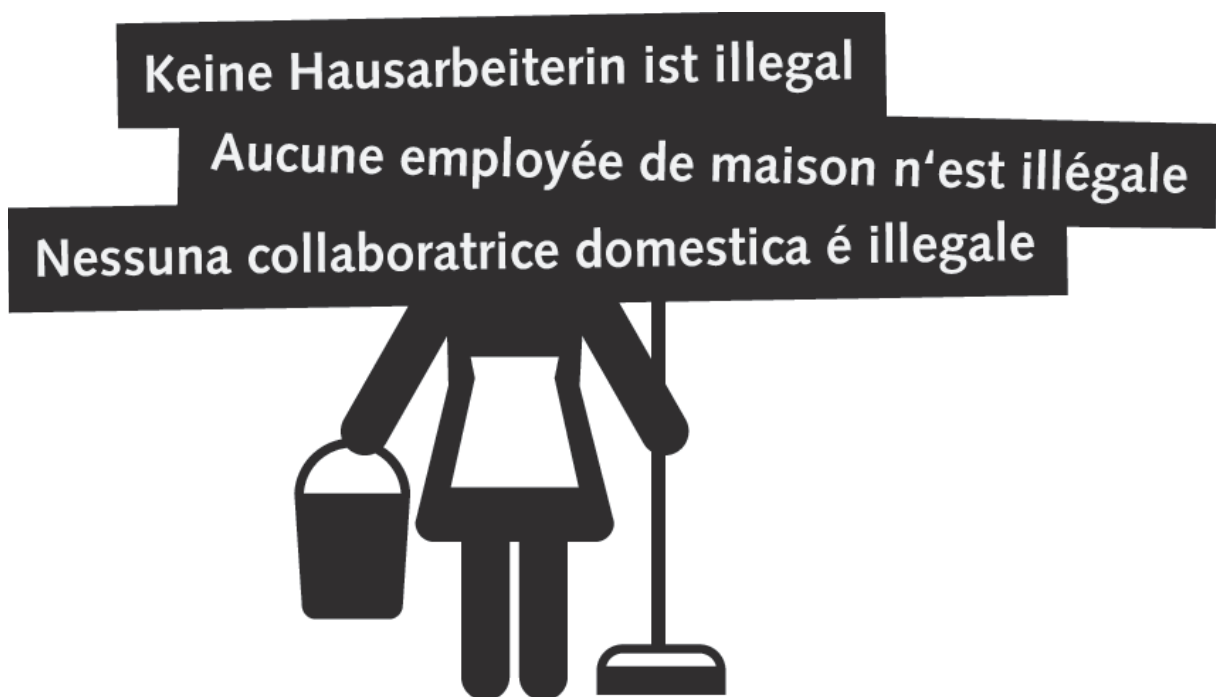 Keine Hausarbeiterin ist illegal
Aucune employée de maison n‘est illégale
Nessuna collaboratrice domestica é illegale